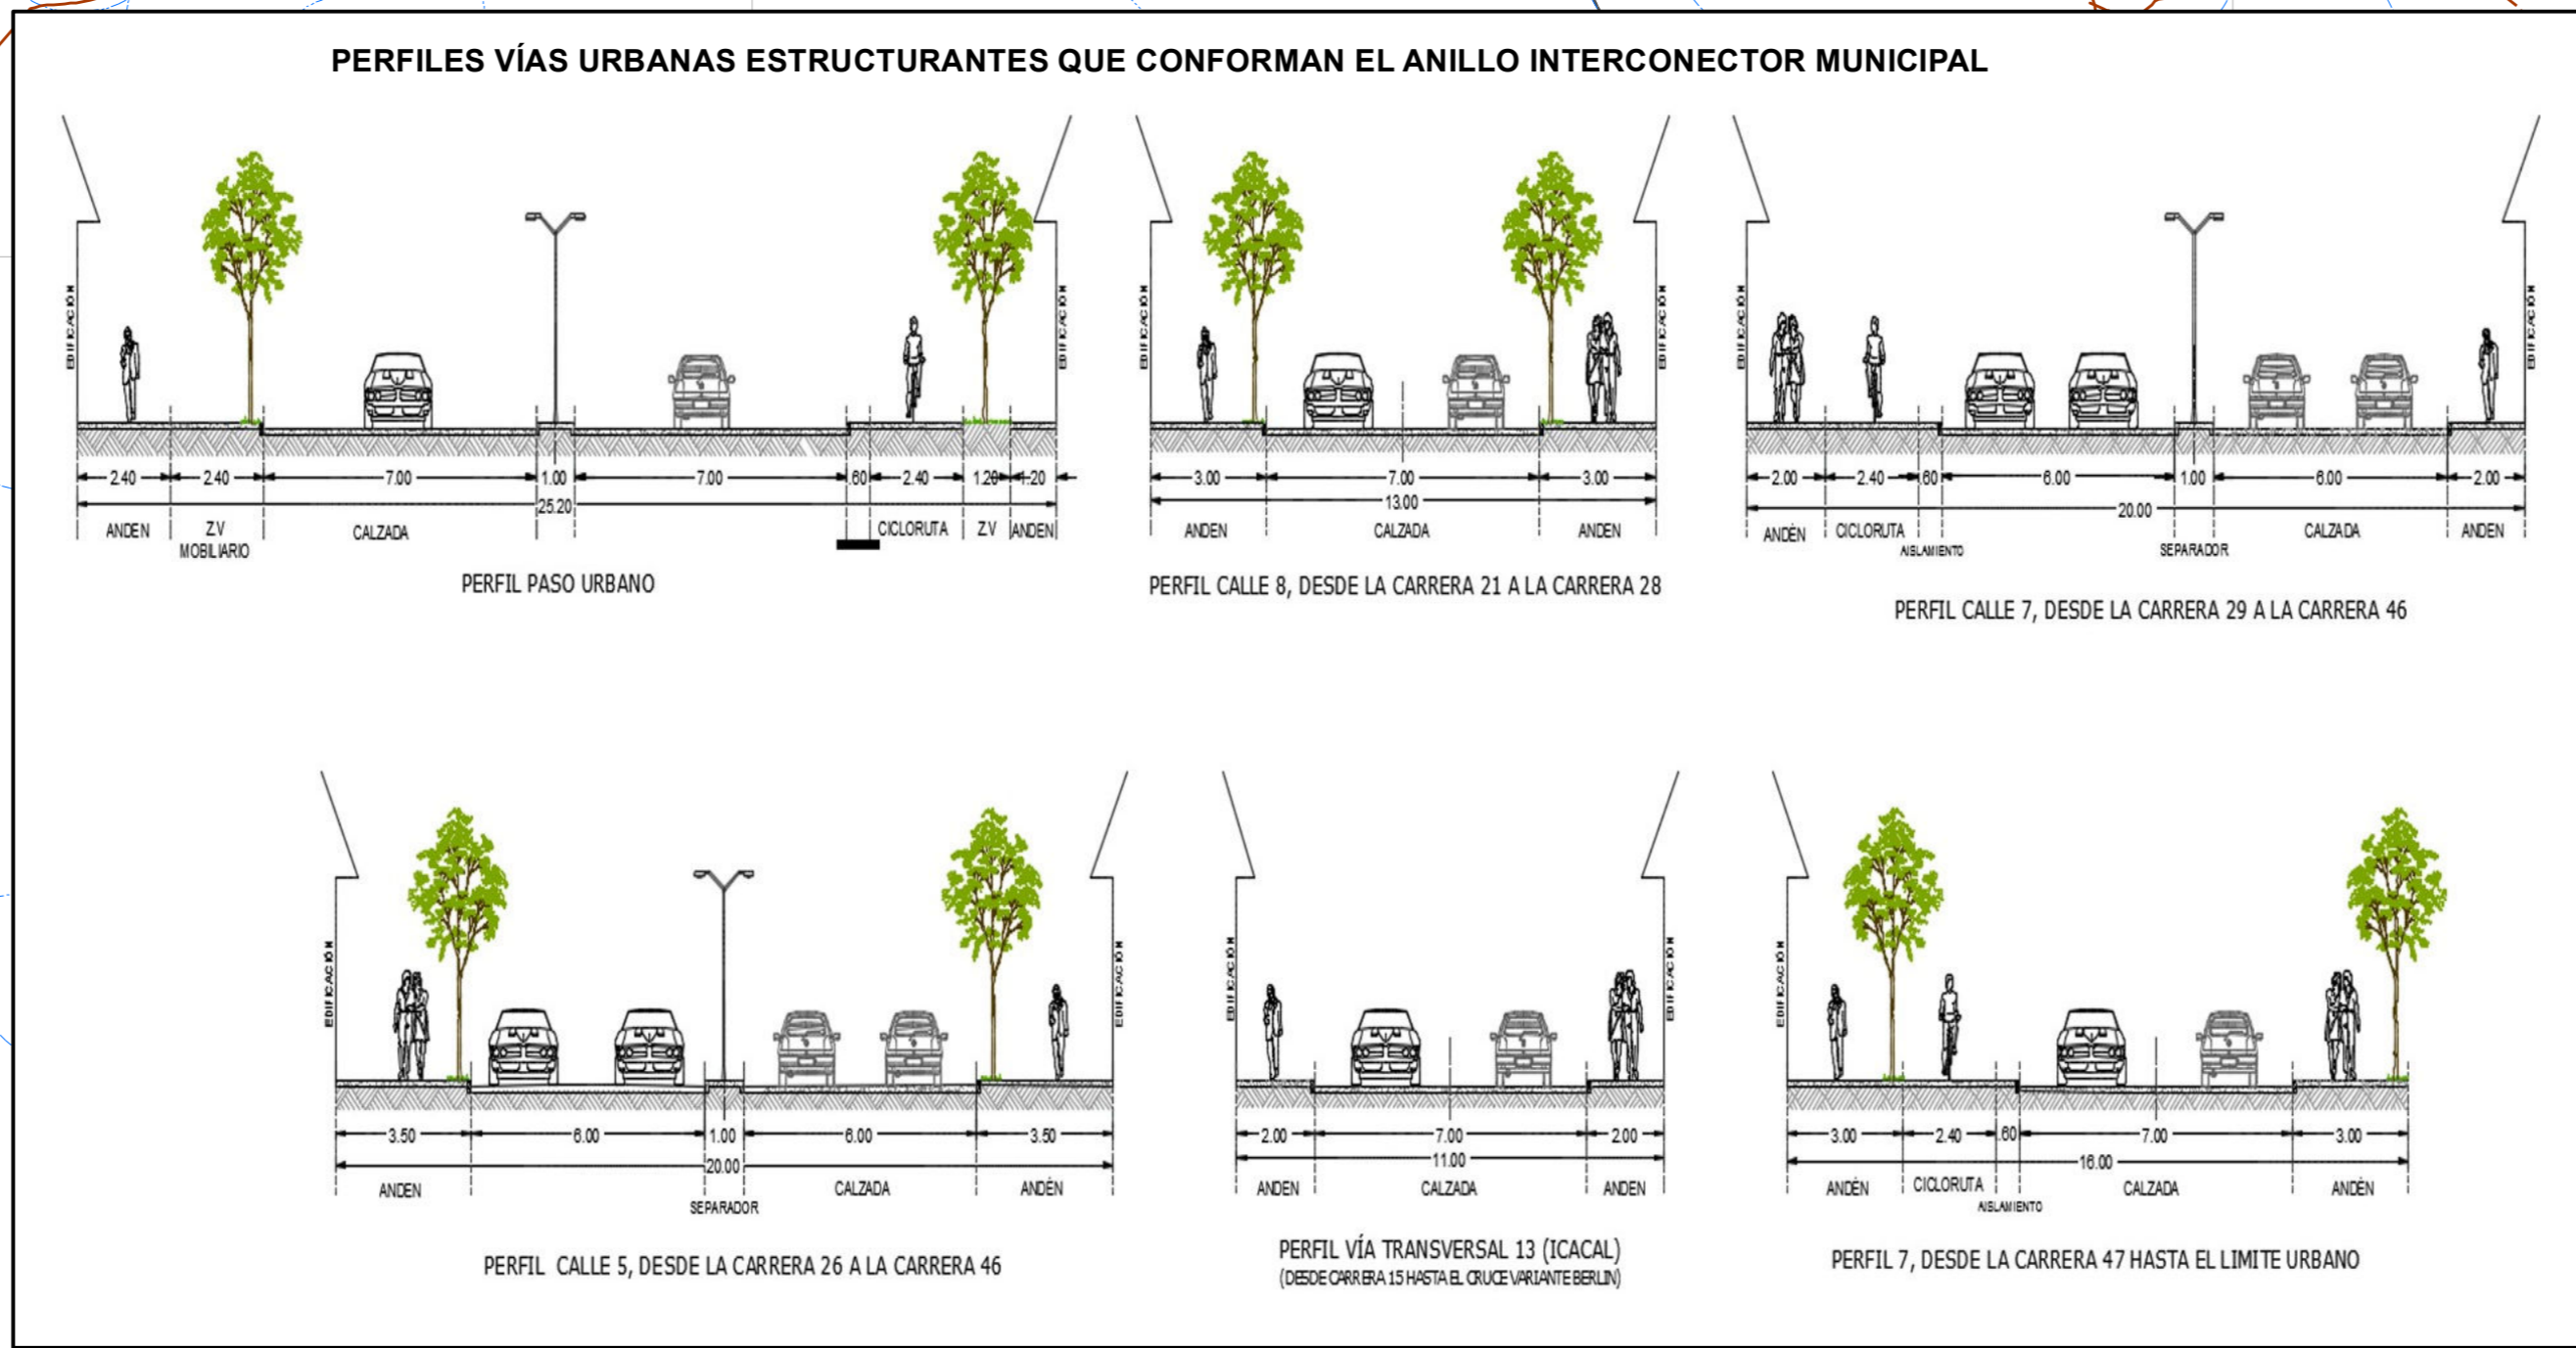 PERFILES VÍAS URBANAS ESTRUCTURANTES QUE CONFORMAN EL ANILLO INTERCONECTOR MUNICIPAL
EDIFICACIÓN
EDIFICACIÓN
2.40 2.40 7.00 1.00 7.00 .60 2.40 1.20 1.20
25.20
ANDEN Z.V CALZADA CICLORUTA Z.V ANDEN
MOBILIARIO
PERFIL PASO URBANO
EDIFICACIÓN
EDIFICACIÓN
3.00 7.00 3.00
13.00
ANDEN CALZADA ANDEN
PERFIL CALLE 8, DESDE LA CARRERA 21 A LA CARRERA 28
EDIFICACIÓN
EDIFICACIÓN
2.00 2.40 .60 6.00 1.00 6.00 2.00
20.00
ANDÉN CICLORUTA CALZADA ANDEN
AISLAMIENTO SEPARADOR
PERFIL CALLE 7, DESDE LA CARRERA 29 A LA CARRERA 46
EDIFICACIÓN
EDIFICACIÓN
3.50 6.00 1.00 6.00 3.50
20.00
ANDEN CALZADA ANDÉN
SEPARADOR
PERFIL CALLE 5, DESDE LA CARRERA 26 A LA CARRERA 46
EDIFICACIÓN
EDIFICACIÓN
2.00 7.00 2.00
11.00
ANDEN CALZADA ANDEN
PERFIL VÍA TRANSVERSAL 13 (ICACAL)
(DESDE CARRERA 15 HASTA EL CRUCE VARIANTE BERLIN)
EDIFICACIÓN
3.00 2.40 .60 7.00 3.00
16.00
ANDÉN CICLORUTA CALZADA ANDÉN
AISLAMIENTO
PERFIL 7, DESDE LA CARRERA 47 HASTA EL LIMITE URBANO